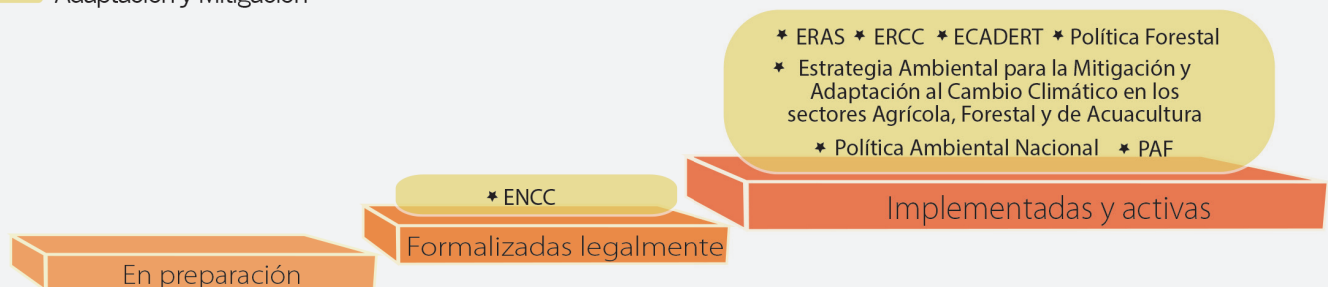 Adaptación y Mitigación
* ERAS * ERCC * ECADERT * Política Forestal
* Estrategia Ambiental para la Mitigación y
Adaptación al Cambio Climático en los
sectores Agrícola, Forestal y de Acuacultura
* Política Ambiental Nacional * PAF
* ENCC
Implementadas y activas
Formalizadas legalmente
En preparación